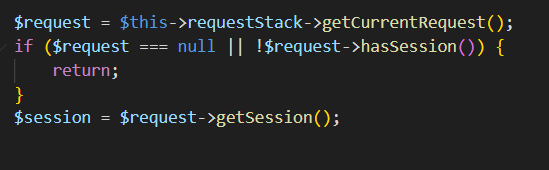 $request = $this->requestStack->getCurrentRequest();
if ($request === null || !$request->hasSession()) {
    return;
}
$session = $request->getSession();